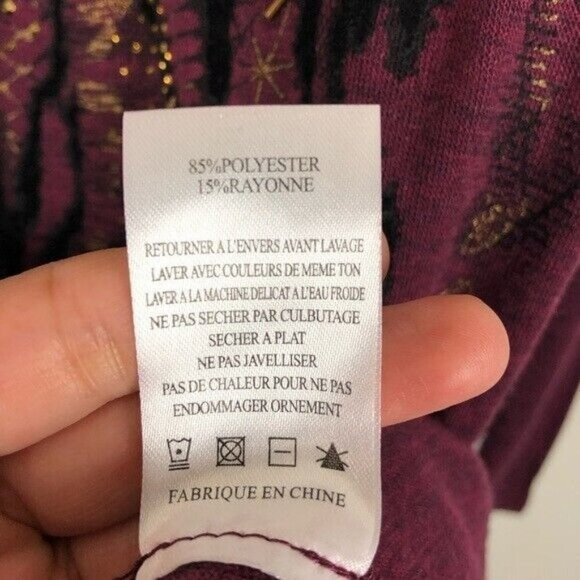 85%POLYESTER
15%RAYONNE
RETOURNER A L'ENVERS AVANT LAVAGE
LAVER AVEC COULEURS DE MEME TON
LAVER A LA MACHINE DELICAT A L'EAU FROIDE
NE PAS SECHER PAR CULBUTAGE
SECHER A PLAT
NE PAS JAVELLISER
PAS DE CHALEUR POUR NE PAS
ENDOMMAGER ORNEMENT
FABRIQUE EN CHINE